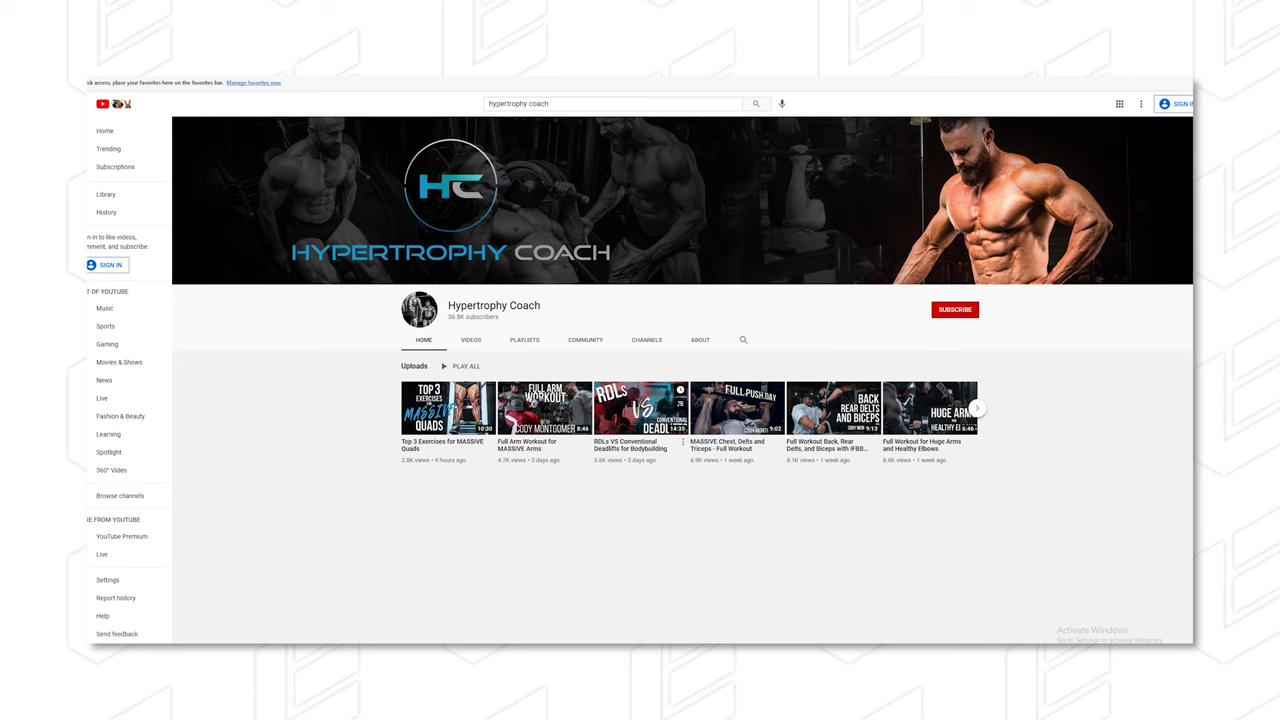 ck access, place your favorites here on the favorites bar. Manage favorites now
hypertrophy coach
SIGN IN
Home
Trending
Subscriptions
Library
History
n in to like videos,
mment, and subscribe.
SIGN IN
T OF YOUTUBE
Music
Sports
Gaming
Movies & Shows
News
Live
Fashion & Beauty
Learning
Spotlight
360° Video
Browse channels
RE FROM YOUTUBE
YouTube Premium
Live
Settings
Report history
Help
Send feedback
HC
HYPERTROPHY COACH
Hypertrophy Coach
36.8K subscribers
SUBSCRIBE
HOME VIDEOS PLAYLISTS COMMUNITY CHANNELS ABOUT
Uploads PLAY ALL
TOP 3
EXERCISES
FOR
MASSIVE
QUADS
10:30
Top 3 Exercises for MASSIVE
Quads
2.8K views • 9 hours ago
FULL ARM
WORKOUT
CODY MONTGOMER
8:46
Full Arm Workout for
MASSIVE Arms
4.7K views • 3 days ago
RDLs
VS
CONVENTIONAL
DEADL
14:35
RDLs VS Conventional
Deadlifts for Bodybuilding
3.6K views • 5 days ago
FULL PUSH DAY
9:02
MASSIVE Chest, Delts and
Triceps - Full Workout
6.9K views • 1 week ago
BACK
REAR DELTS
AND BICEPS
9:13
Full Workout Back, Rear
Delts, and Biceps with IFBB...
8.1K views • 1 week ago
HUGE ARM
HEALTHY EL
6:46
Full Workout for Huge Arms
and Healthy Elbows
8.6K views • 1 week ago
Activate Windows
Go to Settings to activate Windows.